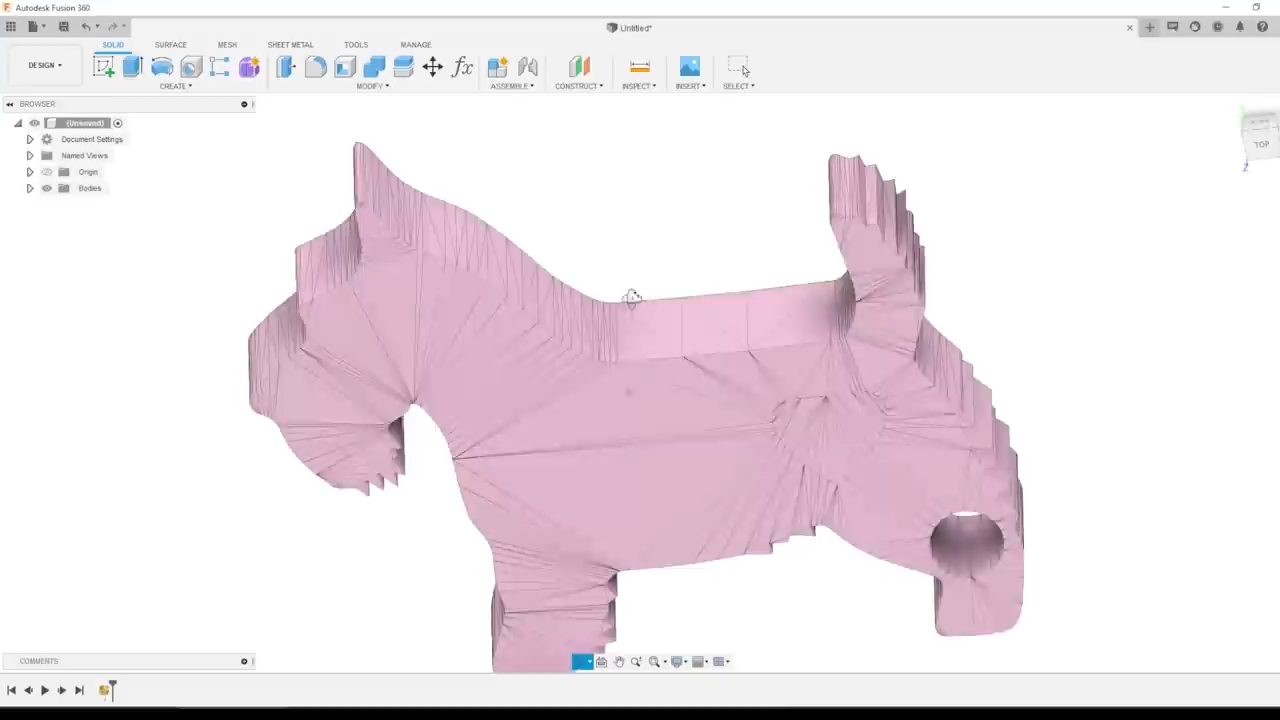 Autodesk Fusion 360
Untitled*
DESIGN
SOLID SURFACE MESH SHEET METAL TOOLS MANAGE
CREATE MODIFY ASSEMBLE CONSTRUCT INSPECT INSERT SELECT
BROWSER
(Unsaved)
Document Settings
Named Views
Origin
Bodies
TOP
Z
COMMENTS